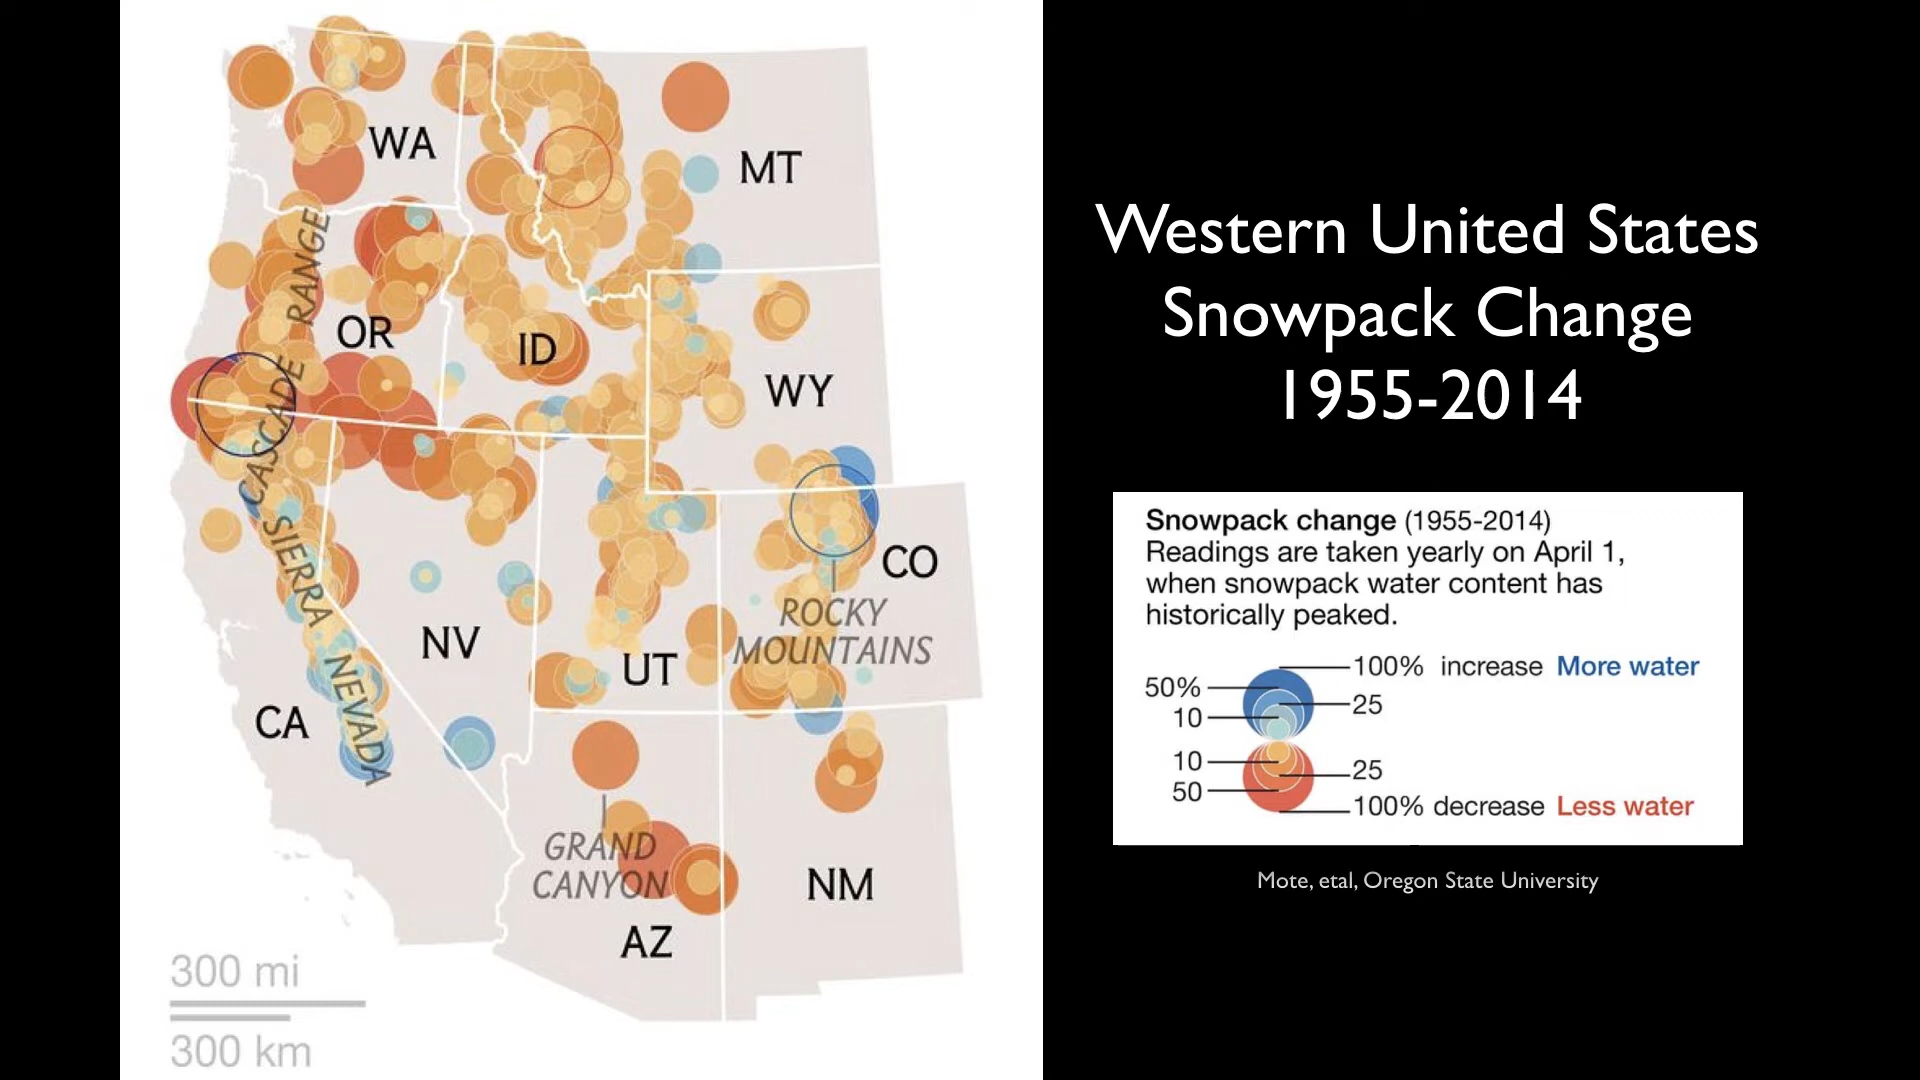 WA
MT
CASCADE RANGE
OR
ID
WY
SIERRA NEVADA
CO
ROCKY
MOUNTAINS
NV
UT
CA
GRAND
CANYON
NM
AZ
300 mi
300 km
Western United States
Snowpack Change
1955-2014
Snowpack change (1955-2014)
Readings are taken yearly on April 1,
when snowpack water content has
historically peaked.
100% increase More water
50%
25
10
10
25
50
100% decrease Less water
Mote, etal, Oregon State University